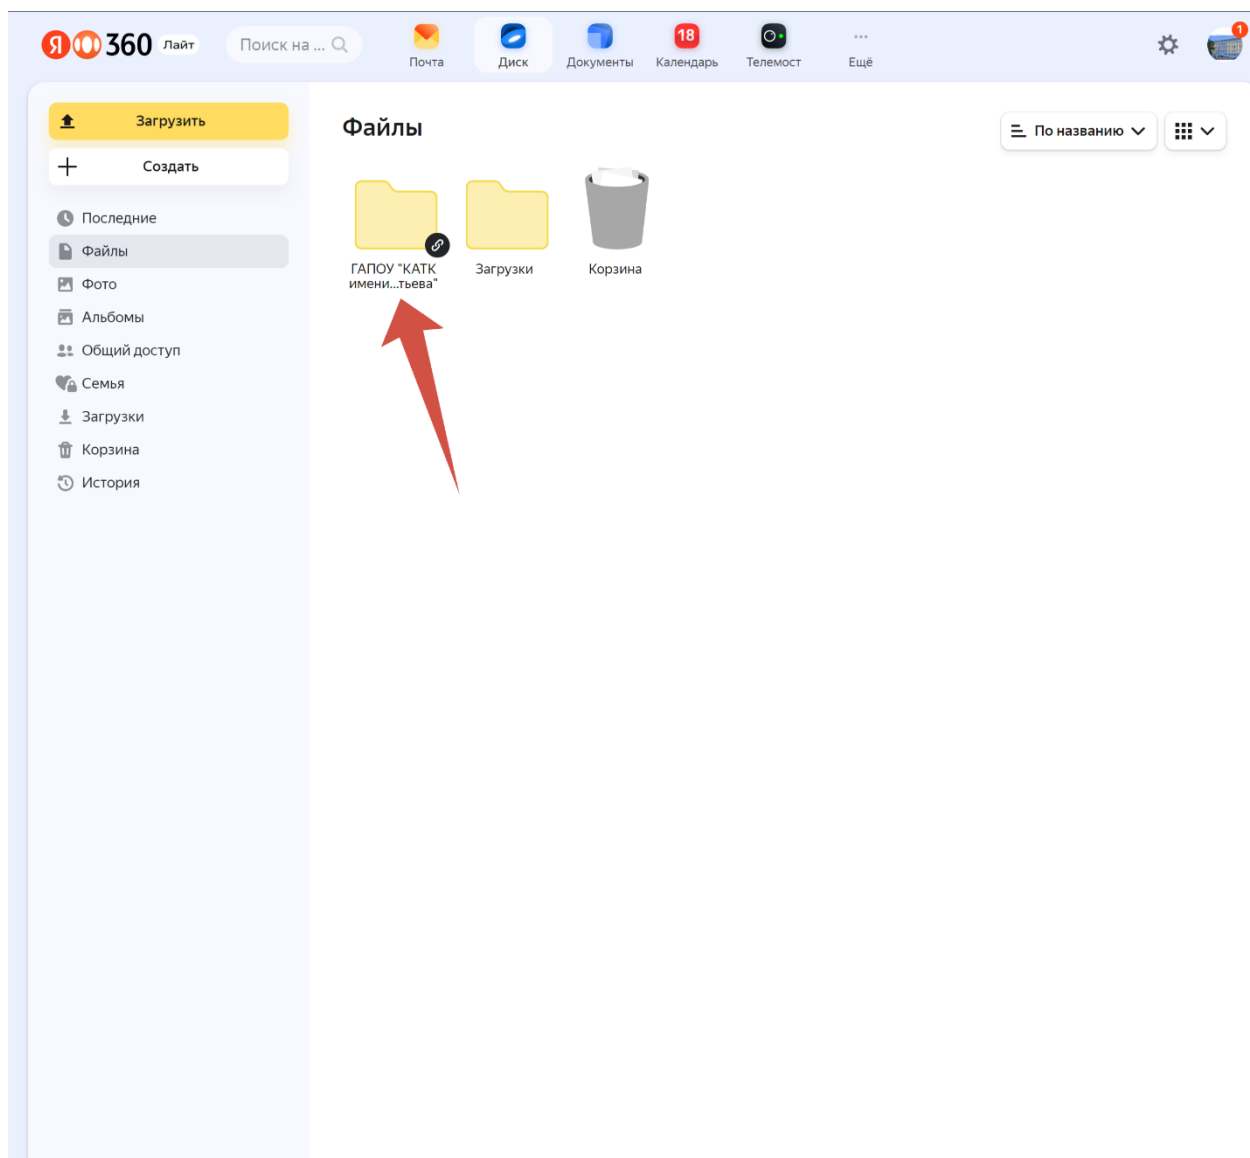 Я 360 Лайт
Поиск на ...
Почта
Диск
Документы
18
Календарь
Телемост
Ещё
1
Загрузить
Создать
Последние
Файлы
Фото
Альбомы
Общий доступ
Семья
Загрузки
Корзина
История
Файлы
По названию
ГАПОУ "КАТК
имени...тьева"
Загрузки
Корзина